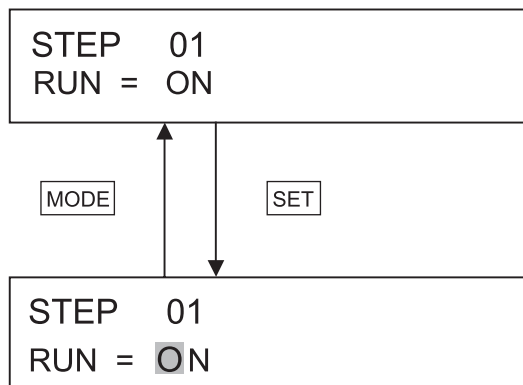 STEP 01
RUN = ON
MODE SET
STEP 01
RUN = ON